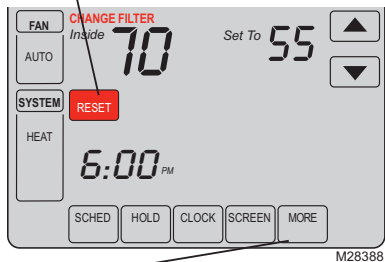 FAN
CHANGE FILTER
Inside 70
Set To 55
AUTO
SYSTEM
RESET
HEAT
6:00 PM
SCHED HOLD CLOCK SCREEN MORE
M28388